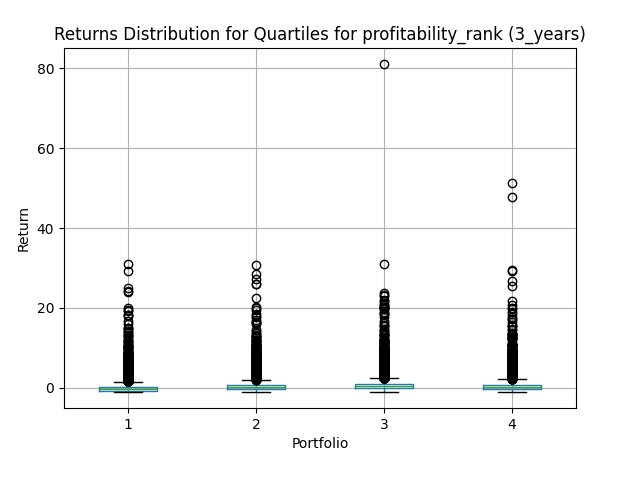 Returns Distribution for Quartiles for profitability_rank (3_years)
80
60
40
20
0
Return
1 2 3 4
Portfolio